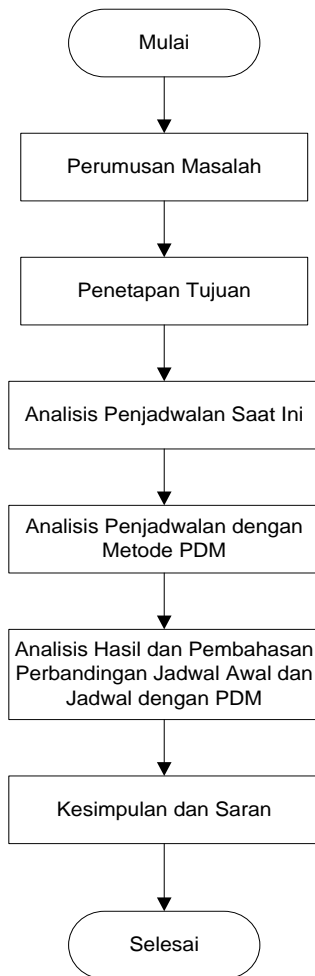 Mulai
Perumusan Masalah
Penetapan Tujuan
Analisis Penjadwalan Saat Ini
Analisis Penjadwalan dengan
Metode PDM
Analisis Hasil dan Pembahasan
Perbandingan Jadwal Awal dan
Jadwal dengan PDM
Kesimpulan dan Saran
Selesai